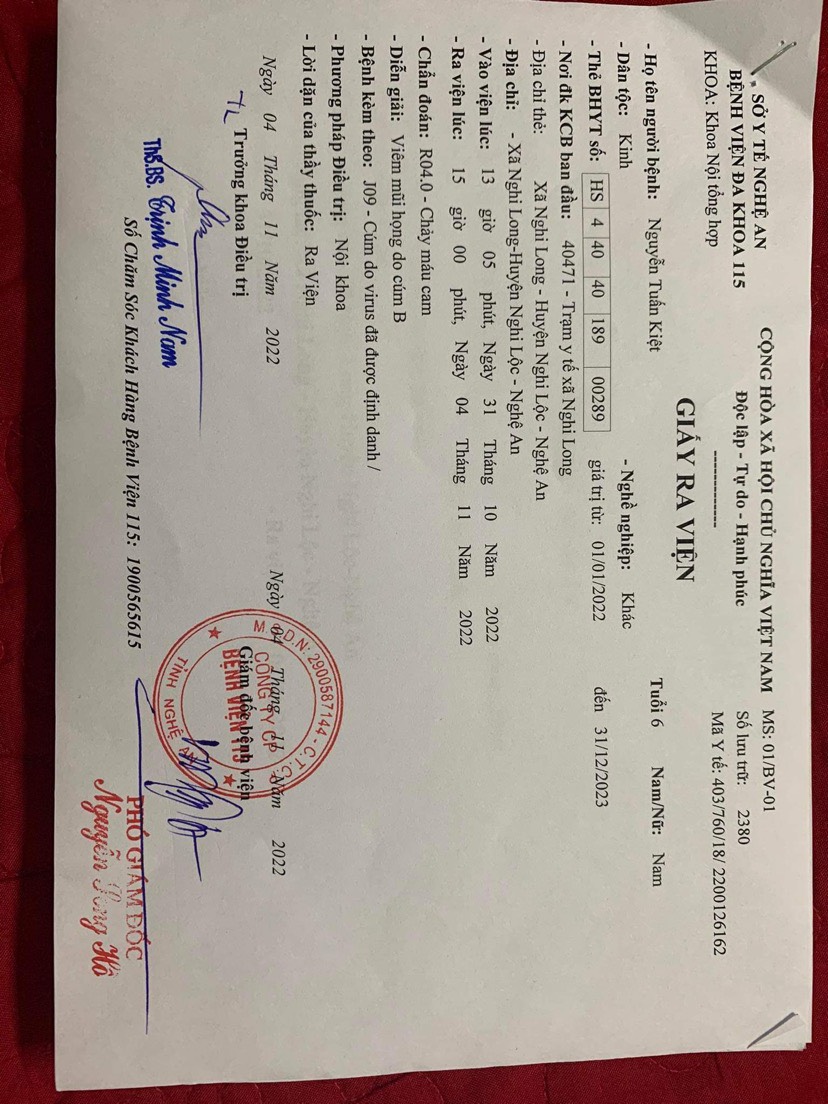 SỞ Y TẾ NGHỆ AN
BỆNH VIỆN ĐA KHOA 115
KHOA: Khoa Nội tổng hợp
CỘNG HÒA XÃ HỘI CHỦ NGHĨA VIỆT NAM
Độc lập - Tự do - Hạnh phúc
------------
MS: 01/BV-01
Số lưu trữ: 2380
Mã Y tế: 403/760/18/ 2200126162
GIẤY RA VIỆN
- Họ tên người bệnh: Nguyễn Tuấn Kiệt Tuổi 6 Nam/Nữ: Nam
- Dân tộc: Kinh - Nghề nghiệp: Khác
- Thẻ BHYT số: HS 4 40 40 189 00289 giá trị từ: 01/01/2022 đến 31/12/2023
- Nơi đk KCB ban đầu: 40471 - Trạm y tế xã Nghi Long
- Địa chỉ thẻ: Xã Nghi Long - Huyện Nghi Lộc - Nghệ An
- Địa chỉ: - Xã Nghi Long-Huyện Nghi Lộc - Nghệ An
- Vào viện lúc: 13 giờ 05 phút, Ngày 31 Tháng 10 Năm 2022
- Ra viện lúc: 15 giờ 00 phút, Ngày 04 Tháng 11 Năm 2022
- Chẩn đoán: R04.0 - Chảy máu cam
- Diễn giải: Viêm mũi họng do cúm B
- Bệnh kèm theo: J09 - Cúm do virus đã được định danh /
- Phương pháp Điều trị: Nội khoa
- Lời dặn của thầy thuốc: Ra Viện
Ngày 04 Tháng 11 Năm 2022
TL Trưởng khoa Điều trị
ThS.BS. Trịnh Minh Nam
Ngày 04 Tháng 11 Năm 2022
Giám đốc bệnh viện
M.S.D.N: 2900587144 - C.T.C.P
CÔNG TY CP
BỆNH VIỆN 115
TỈNH NGHỆ AN
PHÓ GIÁM ĐỐC
Nguyễn Hồ
Số Chăm Sóc Khách Hàng Bệnh Viện 115: 1900565615